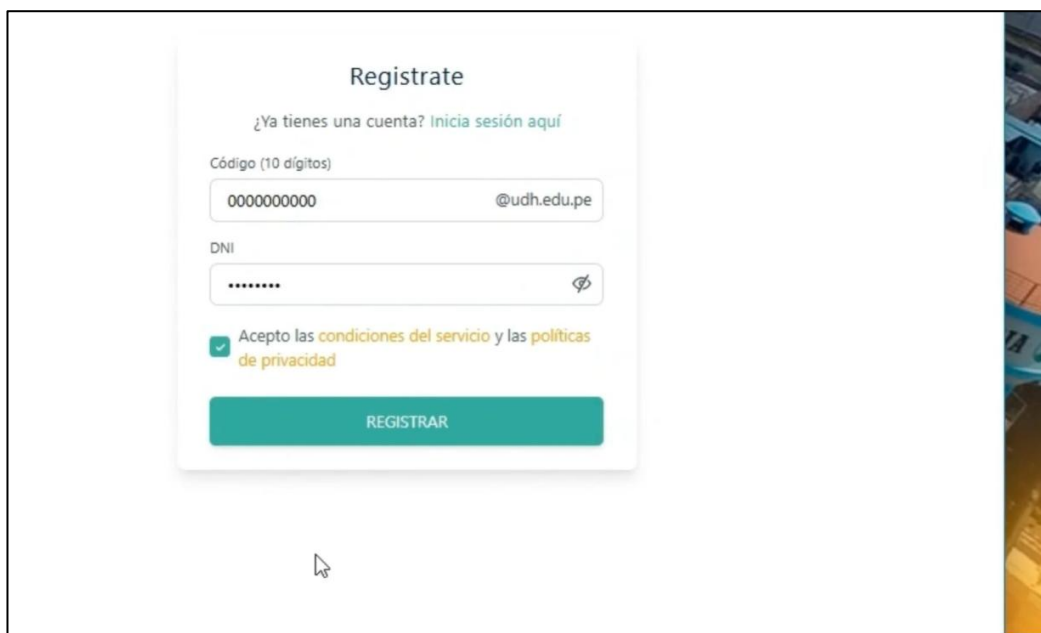 Registrate
¿Ya tienes una cuenta? Inicia sesión aquí
Código (10 dígitos)
0000000000 @udh.edu.pe
DNI
••••••••
Acepto las condiciones del servicio y las políticas
de privacidad
REGISTRAR